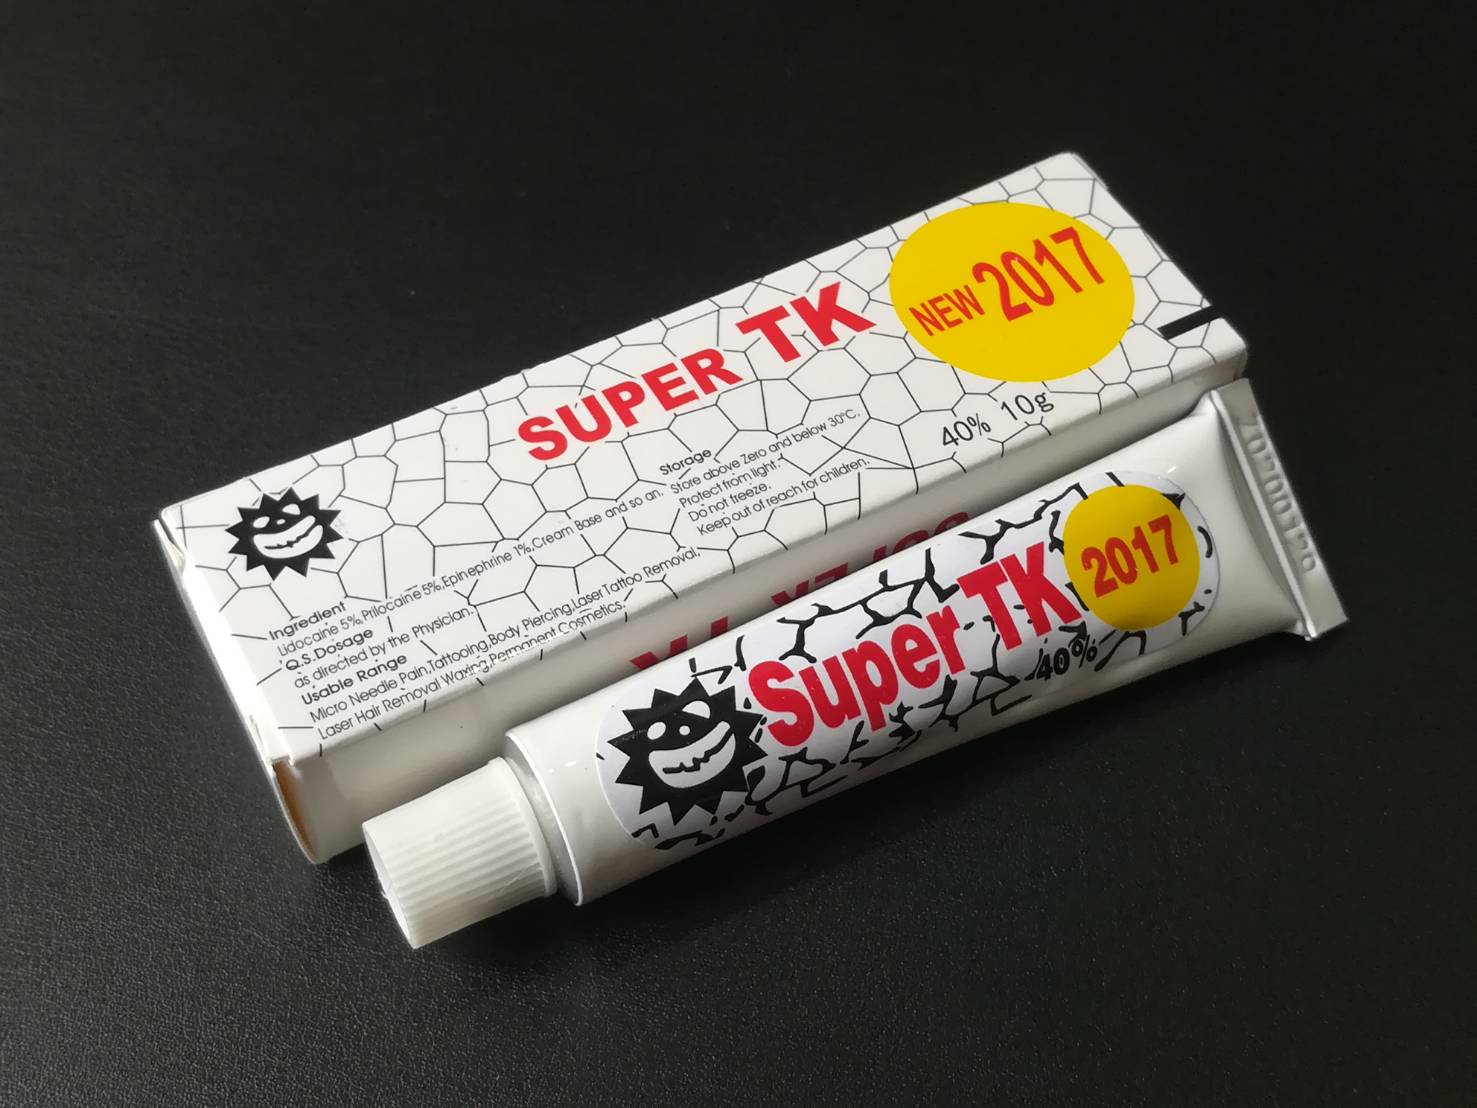 NEW 2017
SUPER TK
40% 10g
Storage
Store above Zero and below 30°C.
Protect from light.
Do not freeze.
Keep out of reach for children.
Ingredient
Lidocaine 5%,Prilocaine 5%,Epinephrine 1%,Cream Base and so an.
Q.S.Dosage
as directed by the Physician.
Usable Range
Micro Needle Pain,Tattooing,Body Piercing,Laser Tattoo Removal,
Laser Hair Removal Waxing,Permanent Cosmetics.
Super TK 2017
40%